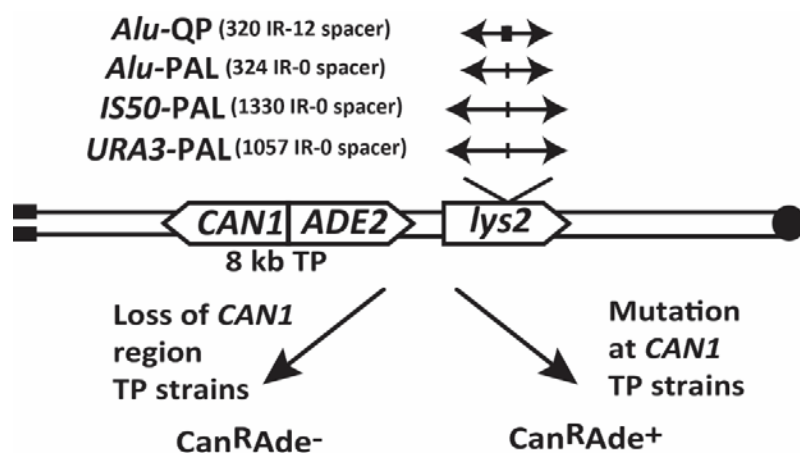 Alu-QP (320 IR-12 spacer)
Alu-PAL (324 IR-0 spacer)
IS50-PAL (1330 IR-0 spacer)
URA3-PAL (1057 IR-0 spacer)
CAN1 ADE2 lys2
8 kb TP
Loss of CAN1
region
TP strains
CanRAde-
Mutation
at CAN1
TP strains
CanRAde+